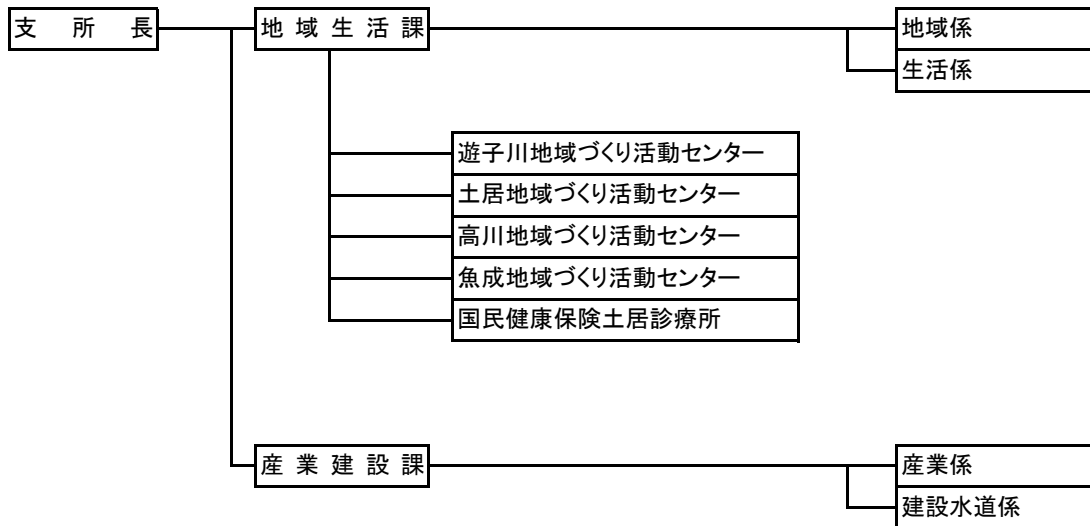 支所長 地域生活課 地域係
生活係
遊子川地域づくり活動センター
土居地域づくり活動センター
高川地域づくり活動センター
魚成地域づくり活動センター
国民健康保険土居診療所
産業建設課 産業係
建設水道係